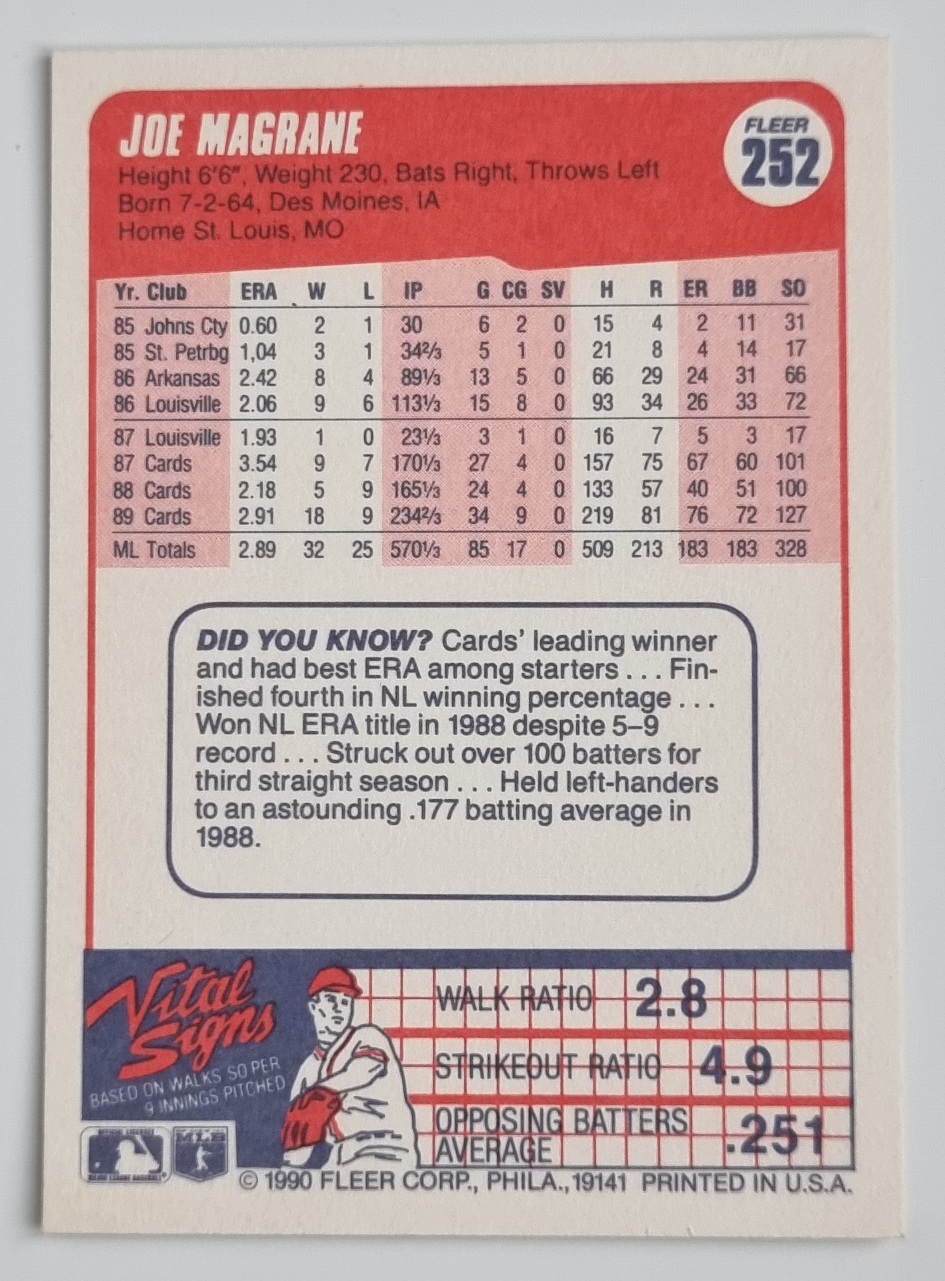 JOE MAGRANE
FLEER
252
Height 6'6", Weight 230, Bats Right, Throws Left
Born 7-2-64, Des Moines, IA
Home St. Louis, MO
Yr. Club ERA W L IP G CG SV H R ER BB SO
85 Johns Cty 0.60 2 1 30 6 2 0 15 4 2 11 31
85 St. Petrbg 1,04 3 1 34⅔ 5 1 0 21 8 4 14 17
86 Arkansas 2.42 8 4 89⅓ 13 5 0 66 29 24 31 66
86 Louisville 2.06 9 6 113⅓ 15 8 0 93 34 26 33 72
87 Louisville 1.93 1 0 23⅓ 3 1 0 16 7 5 3 17
87 Cards 3.54 9 7 170⅓ 27 4 0 157 75 67 60 101
88 Cards 2.18 5 9 165⅓ 24 4 0 133 57 40 51 100
89 Cards 2.91 18 9 234⅔ 34 9 0 219 81 76 72 127
ML Totals 2.89 32 25 570⅓ 85 17 0 509 213 183 183 328
DID YOU KNOW? Cards' leading winner
and had best ERA among starters . . . Fin-
ished fourth in NL winning percentage . . .
Won NL ERA title in 1988 despite 5–9
record . . . Struck out over 100 batters for
third straight season . . . Held left-handers
to an astounding .177 batting average in
1988.
Vital
Signs
BASED ON WALKS SO PER
9 INNINGS PITCHED
WALK RATIO 2.8
STRIKEOUT RATIO 4.9
OPPOSING BATTERS
AVERAGE .251
© 1990 FLEER CORP., PHILA., 19141 PRINTED IN U.S.A.